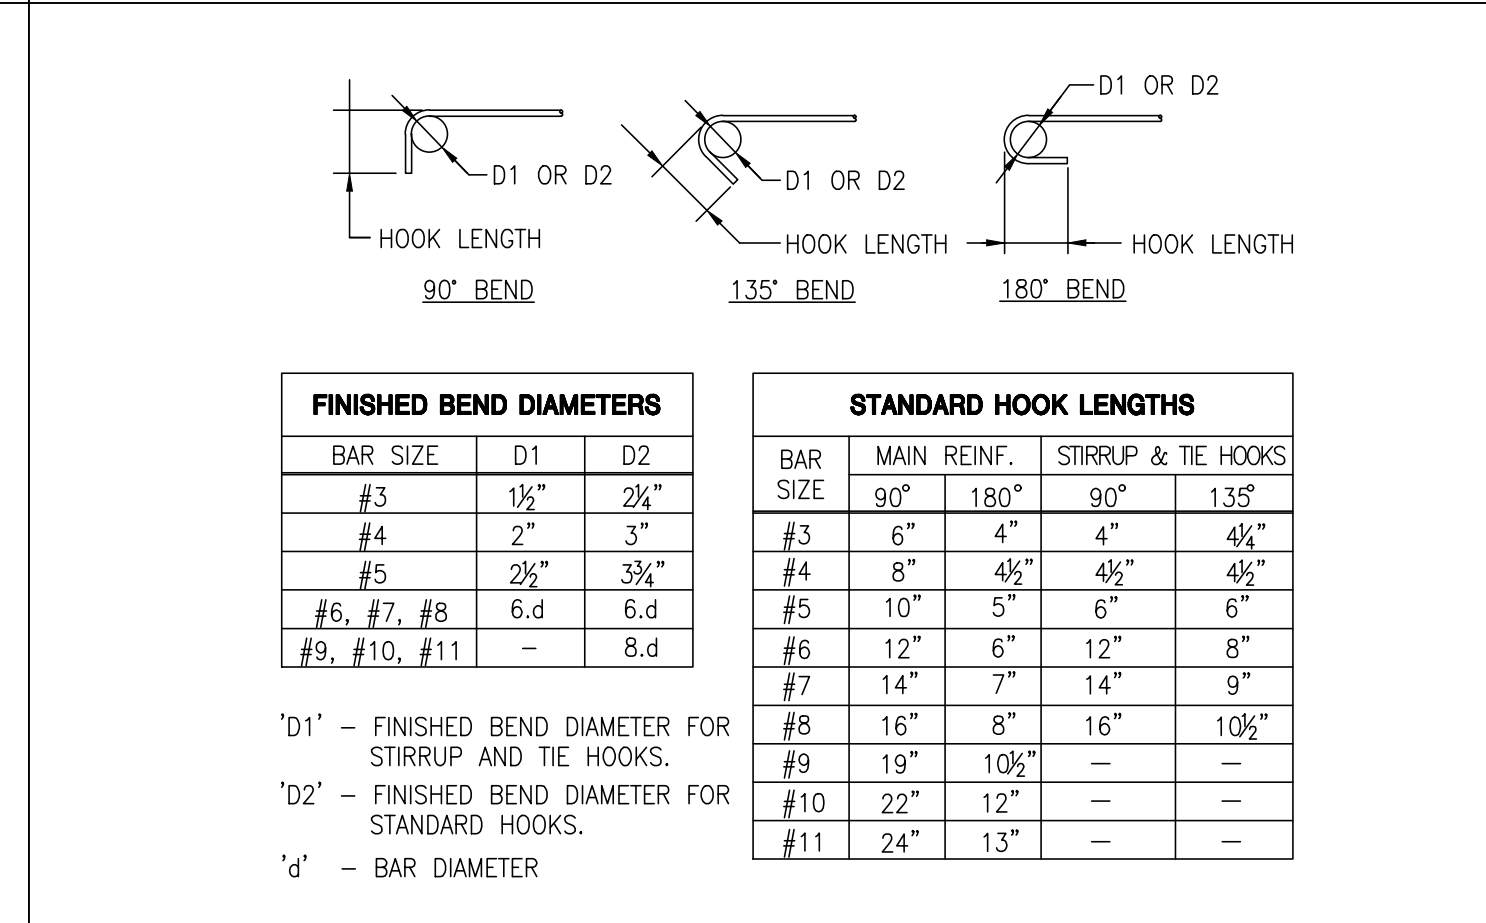 D1 OR D2
D1 OR D2
D1 OR D2
HOOK LENGTH
HOOK LENGTH
HOOK LENGTH
90° BEND
135° BEND
180° BEND
FINISHED BEND DIAMETERS
BAR SIZE D1 D2
#3 1½" 2¼"
#4 2" 3"
#5 2½" 3¾"
#6, #7, #8 6.d 6.d
#9, #10, #11 – 8.d
'D1' – FINISHED BEND DIAMETER FOR
STIRRUP AND TIE HOOKS.
'D2' – FINISHED BEND DIAMETER FOR
STANDARD HOOKS.
'd' – BAR DIAMETER
STANDARD HOOK LENGTHS
BAR SIZE MAIN REINF. STIRRUP & TIE HOOKS
90° 180° 90° 135°
#3 6" 4" 4" 4¼"
#4 8" 4½" 4½" 4½"
#5 10" 5" 6" 6"
#6 12" 6" 12" 8"
#7 14" 7" 14" 9"
#8 16" 8" 16" 10½"
#9 19" 10½" – –
#10 22" 12" – –
#11 24" 13" – –